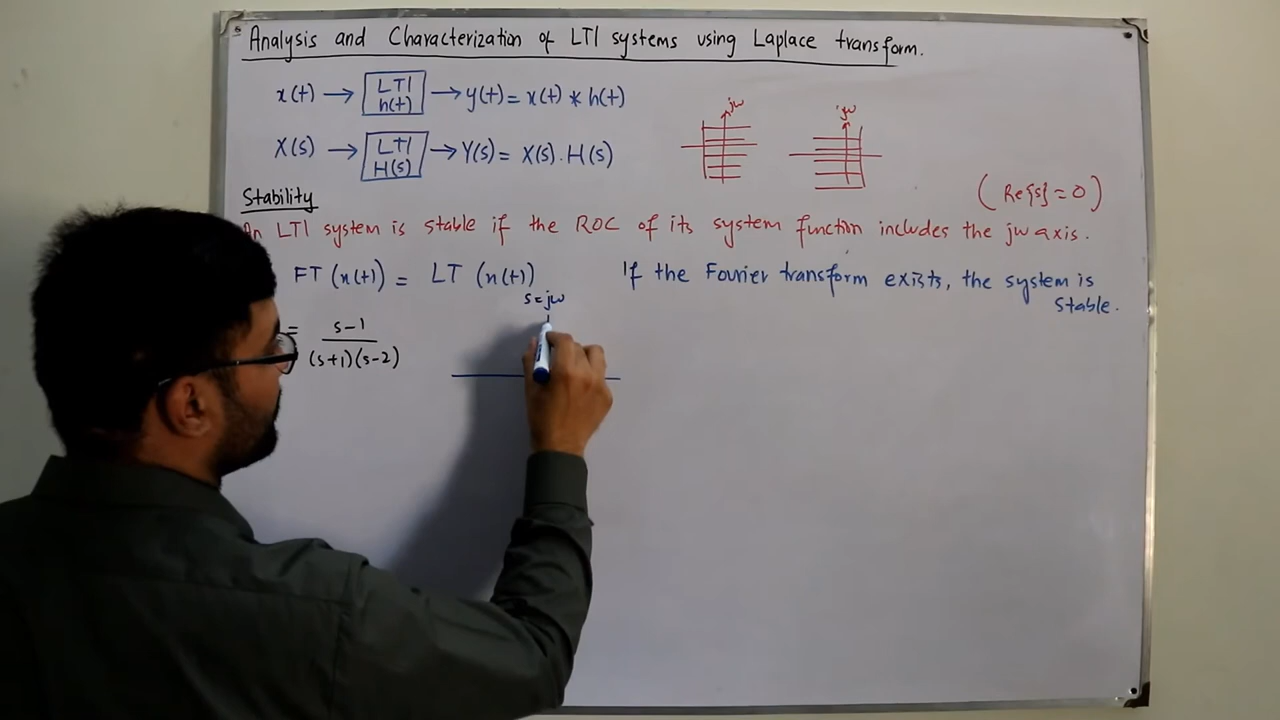 Analysis and Characterization of LTI systems using Laplace transform.
x(t) → LTI h(t) → y(t) = x(t) * h(t)
X(s) → LTI H(s) → Y(s) = X(s) . H(s)
jw
jw
Stability
(Re{s} = 0)
An LTI system is stable if the ROC of its system function includes the jw axis.
FT (x(t)) = LT (x(t))
s = jw
If the Fourier transform exists, the system is
stable.
= s-1
(s+1)(s-2)